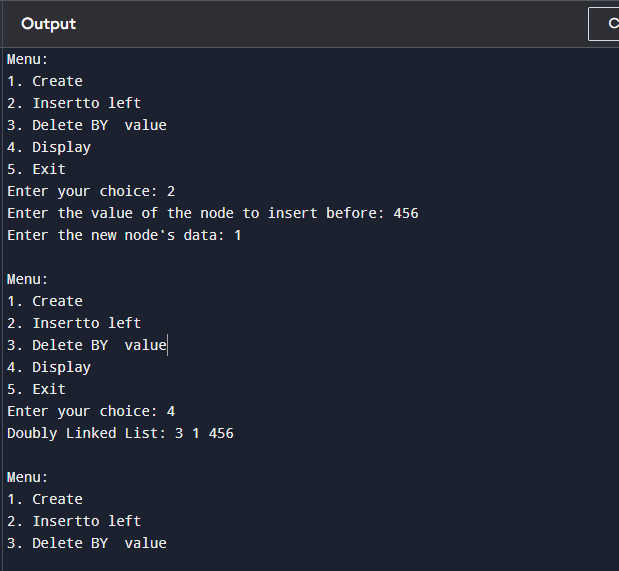 Output
C
Menu:
1. Create
2. Insertto left
3. Delete BY  value
4. Display
5. Exit
Enter your choice: 2
Enter the value of the node to insert before: 456
Enter the new node's data: 1
Menu:
1. Create
2. Insertto left
3. Delete BY  value
4. Display
5. Exit
Enter your choice: 4
Doubly Linked List: 3 1 456
Menu:
1. Create
2. Insertto left
3. Delete BY  value